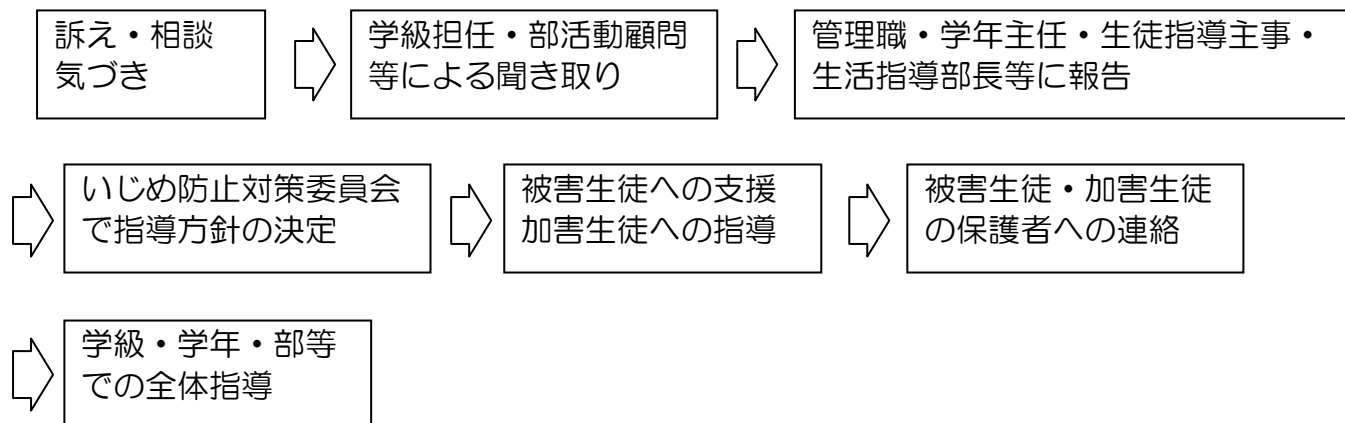 訴え・相談
気づき
学級担任・部活動顧問
等による聞き取り
管理職・学年主任・生徒指導主事・
生活指導部長等に報告
いじめ防止対策委員会
で指導方針の決定
被害生徒への支援
加害生徒への指導
被害生徒・加害生徒
の保護者への連絡
学級・学年・部等
での全体指導